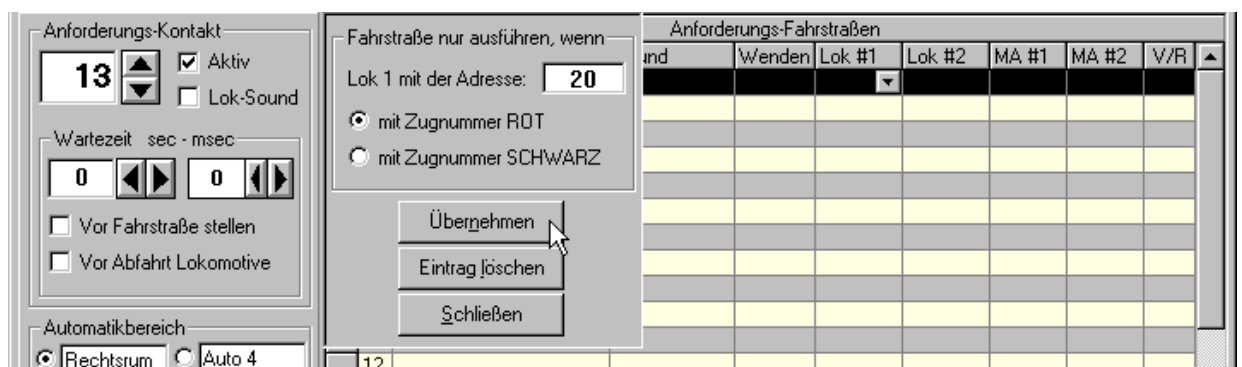 Anforderungs-Kontakt
13
Aktiv
Lok-Sound
Wartezeit sec - msec
0 0
Vor Fahrstraße stellen
Vor Abfahrt Lokomotive
Automatikbereich
Rechtsrum Auto 4
Fahrstraße nur ausführen, wenn
Lok 1 mit der Adresse: 20
mit Zugnummer ROT
mit Zugnummer SCHWARZ
Übernehmen
Eintrag löschen
Schließen
Anforderungs-Fahrstraßen
und Wenden Lok #1 Lok #2 MA #1 MA #2 V/R
12